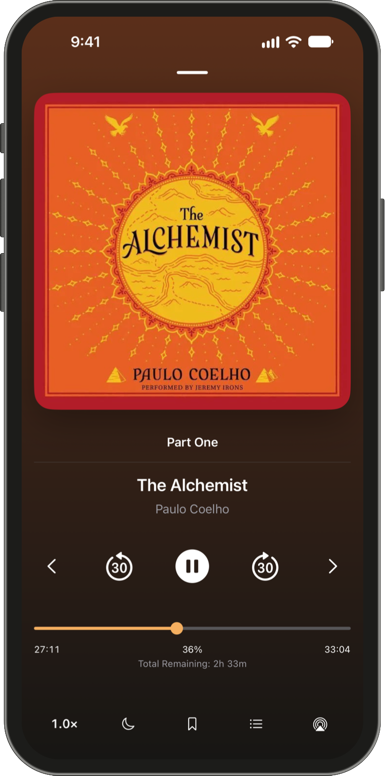 9:41
The
ALCHEMIST
PAULO COELHO
PERFORMED BY JEREMY IRONS
Part One
The Alchemist
Paulo Coelho
30
30
27:11
36%
33:04
Total Remaining: 2h 33m
1.0×